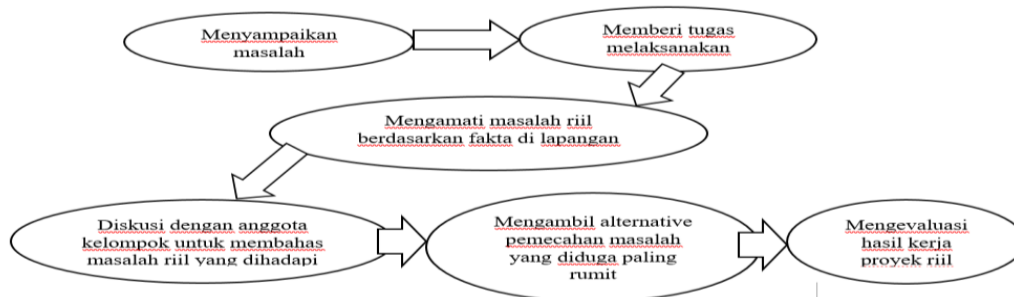 Menyampaikan
masalah
Memberi tugas
melaksanakan
Mengamati masalah riil
berdasarkan fakta di lapangan
Diskusi dengan anggota
kelompok untuk membahas
masalah riil yang dihadapi
Mengambil alternative
pemecahan masalah
yang diduga paling
rumit
Mengevaluasi
hasil kerja
proyek riil